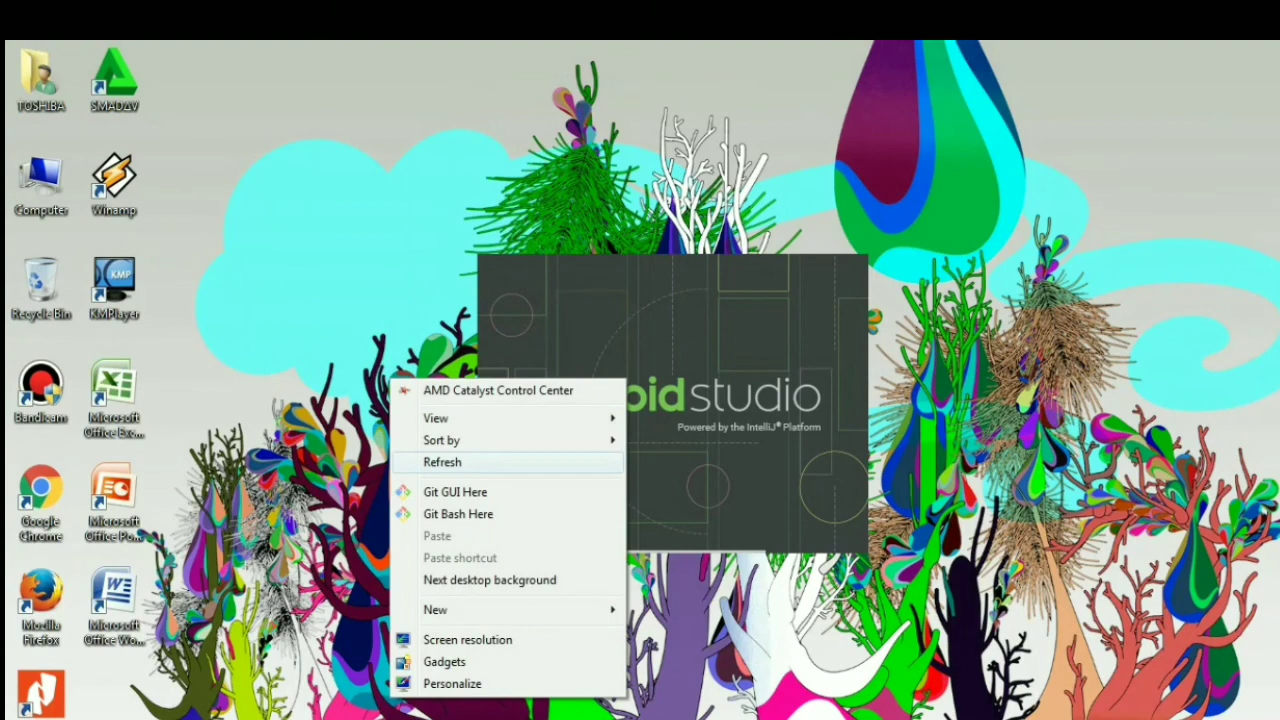 TOSHIBA
SMADAV
Computer
Winamp
Recycle Bin
KMP
KMPlayer
Bandicam
Microsoft
Office Exc...
Google
Chrome
Microsoft
Office Po...
Mozilla
Firefox
Microsoft
Office Wo...
oid studio
Powered by the IntelliJ® Platform
AMD Catalyst Control Center
View
Sort by
Refresh
Git GUI Here
Git Bash Here
Paste
Paste shortcut
Next desktop background
New
Screen resolution
Gadgets
Personalize